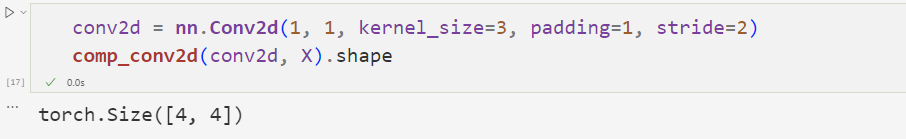 conv2d = nn.Conv2d(1, 1, kernel_size=3, padding=1, stride=2)
comp_conv2d(conv2d, X).shape
[17] ✓ 0.0s
... torch.Size([4, 4])